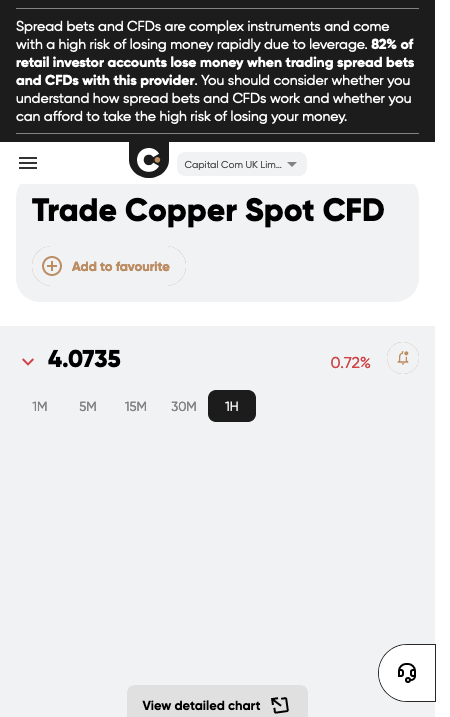 Spread bets and CFDs are complex instruments and come
with a high risk of losing money rapidly due to leverage. 82% of
retail investor accounts lose money when trading spread bets
and CFDs with this provider. You should consider whether you
understand how spread bets and CFDs work and whether you
can afford to take the high risk of losing your money.
Capital Com UK Lim...
Trade Copper Spot CFD
Add to favourite
4.0735
0.72%
1M 5M 15M 30M 1H
View detailed chart